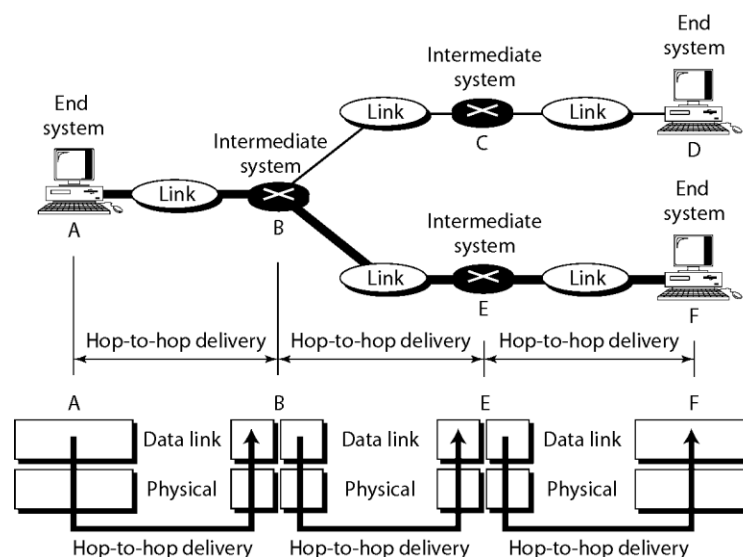 End
system
Intermediate
system
Link
Link
C
D
End
system
Intermediate
system
Link
A
B
End
system
Intermediate
system
Link
Link
E
F
Hop-to-hop delivery
Hop-to-hop delivery
Hop-to-hop delivery
A
B
E
F
Data link
Data link
Data link
Physical
Physical
Physical
Hop-to-hop delivery
Hop-to-hop delivery
Hop-to-hop delivery